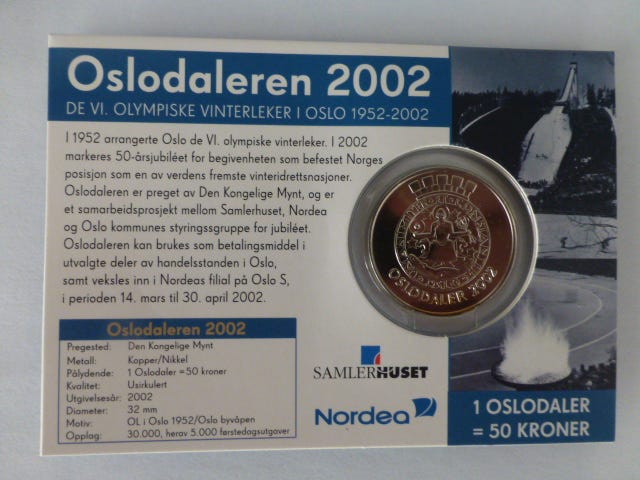 Oslodaleren 2002
DE VI. OLYMPISKE VINTERLEKER I OSLO 1952-2002
I 1952 arrangerte Oslo de VI. olympiske vinterleker. I 2002
markeres 50-årsjubiléet for begivenheten som befestet Norges
posisjon som en av verdens fremste vinteridrettsnasjoner.
Oslodaleren er preget av Den Kongelige Mynt, og er
et samarbeidsprosjekt mellom Samlerhuset, Nordea
og Oslo kommunes styringssgruppe for jubiléet.
Oslodaleren kan brukes som betalingsmiddel i
utvalgte deler av handelsstanden i Oslo,
samt veksles inn i Nordeas filial på Oslo S,
i perioden 14. mars til 30. april 2002.
OSLODALER 2002
Oslodaleren 2002
Pregested: Den Kongelige Mynt
Metall: Kopper/Nikkel
Pålydende: 1 Oslodaler = 50 kroner
Kvalitet: Usirkulert
Utgivelsesår: 2002
Diameter: 32 mm
Motiv: OL i Oslo 1952/Oslo byvåpen
Opplag: 30.000, herav 5.000 førstedagsutgaver
SAMLERHUSET
Nordea
1 OSLODALER
= 50 KRONER